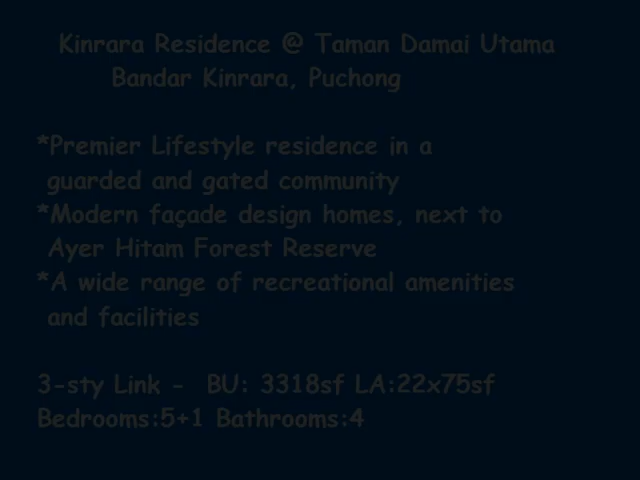 Kinrara Residence @ Taman Damai Utama
Bandar Kinrara, Puchong
*Premier Lifestyle residence in a
guarded and gated community
*Modern façade design homes, next to
Ayer Hitam Forest Reserve
*A wide range of recreational amenities
and facilities
3-sty Link - BU: 3318sf LA:22x75sf
Bedrooms:5+1 Bathrooms:4